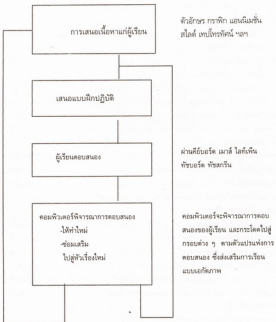 การเสนอเนื้อหาแก่ผู้เรียน
ตัวอักษร กราฟิก แอนนิเมชั่น
สไลด์ เทปโทรทัศน์ ฯลฯ
เสนอแบบฝึกปฏิบัติ
ผู้เรียนตอบสนอง
ผ่านคีย์บอร์ด เมาส์ ไลต์เพ็น
ทัชบอร์ด ทัชสกรีน
คอมพิวเตอร์พิจารณาการตอบสนอง
-ให้ทำใหม่
-ซ่อมเสริม
ไปสู่หัวเรื่องใหม่
คอมพิวเตอร์จะพิจารณาการตอบ
สนองของผู้เรียน และกระโดดไปสู่
กรอบต่าง ๆ ตามตัวแปรแห่งการ
ตอบสนอง ซึ่งส่งเสริมการเรียน
แบบเอกัตภาพ